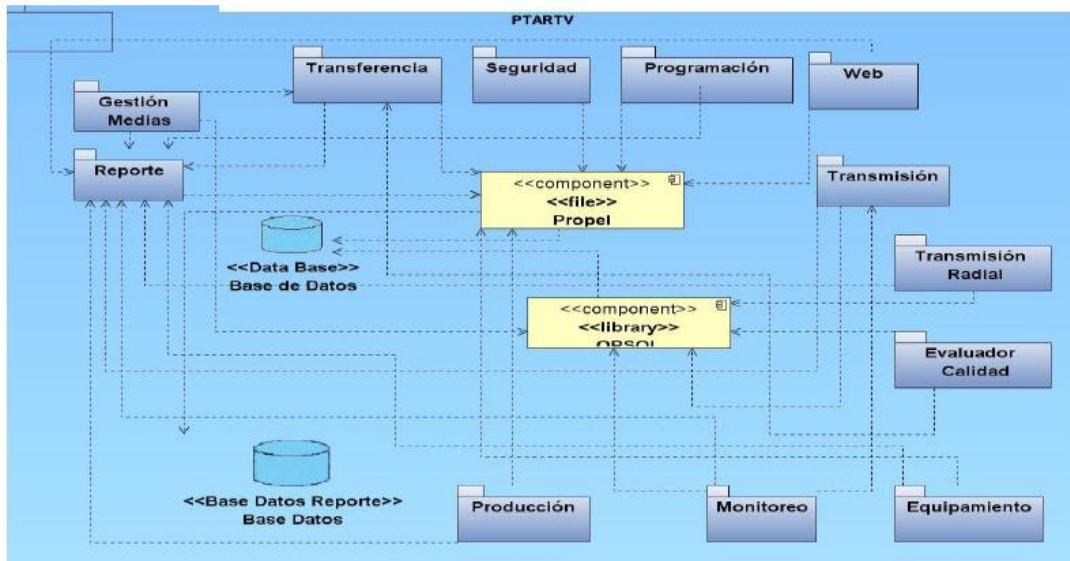 PTARTV
Transferencia
Seguridad
Programación
Web
Gestión
Medias
Reporte
<<component>>
<<file>>
Propel
Transmisión
<<Data Base>>
Base de Datos
Transmisión
Radial
<<component>>
<<library>>
Evaluador
Calidad
<<Base Datos Reporte>>
Base Datos
Producción
Monitoreo
Equipamiento